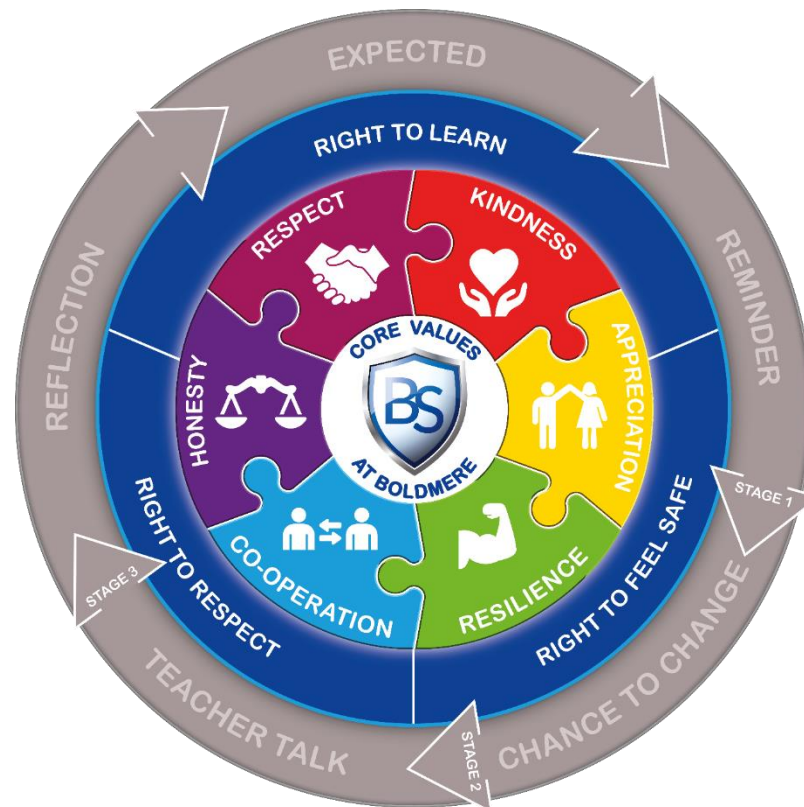 EXPECTED
REMINDER
STAGE 1
CHANCE TO CHANGE
STAGE 2
TEACHER TALK
STAGE 3
REFLECTION
RIGHT TO LEARN
RIGHT TO FEEL SAFE
RIGHT TO RESPECT
RESPECT
KINDNESS
APPRECIATION
RESILIENCE
CO-OPERATION
HONESTY
CORE VALUES
BS
AT BOLDMERE